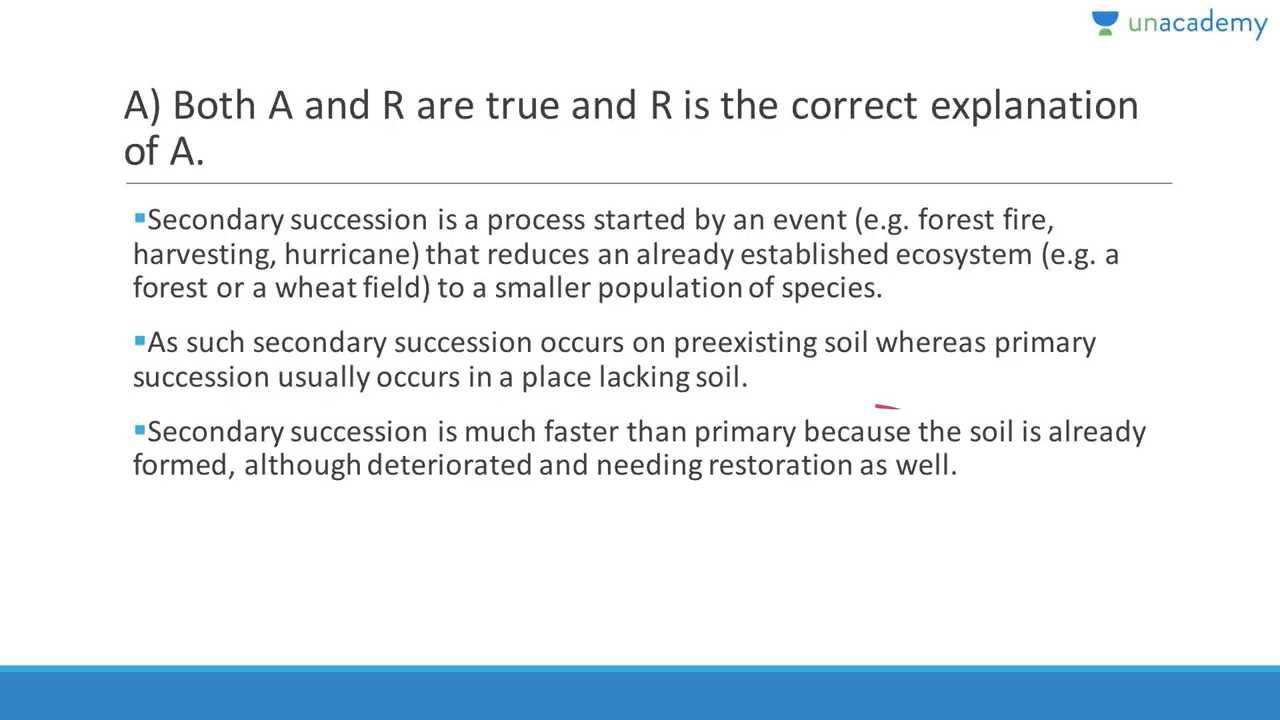 unacademy
A) Both A and R are true and R is the correct explanation
of A.
▪Secondary succession is a process started by an event (e.g. forest fire,
harvesting, hurricane) that reduces an already established ecosystem (e.g. a
forest or a wheat field) to a smaller population of species.
▪As such secondary succession occurs on preexisting soil whereas primary
succession usually occurs in a place lacking soil.
▪Secondary succession is much faster than primary because the soil is already
formed, although deteriorated and needing restoration as well.